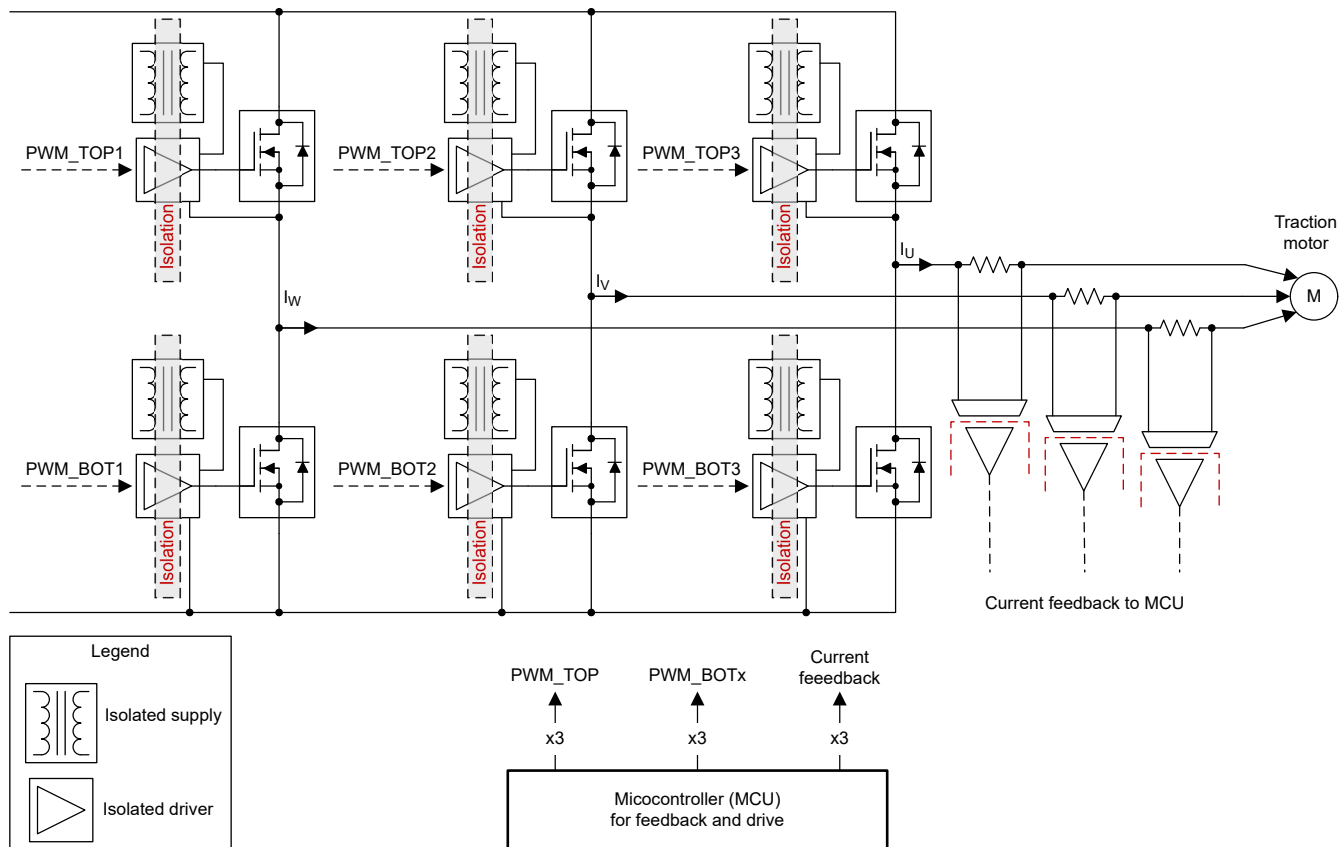 PWM_TOP1
PWM_TOP2
PWM_TOP3
Isolation
Isolation
Isolation
Traction
motor
IU
IV
IW
M
PWM_BOT1
PWM_BOT2
PWM_BOT3
Isolation
Isolation
Isolation
Current feedback to MCU
Legend
Isolated supply
Isolated driver
PWM_TOP
PWM_BOTx
Current
feeedback
x3
x3
x3
Micocontroller (MCU)
for feedback and drive